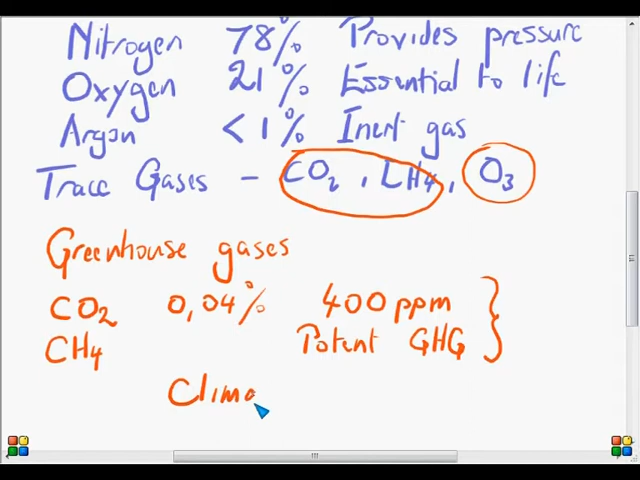 Nitrogen 78% Provides pressure
Oxygen 21% Essential to life
Argon <1% Inert gas
Trace Gases - CO2, CH4, O3
Greenhouse gases
CO2 0,04% 400 ppm
CH4 Potent GHG
Clima